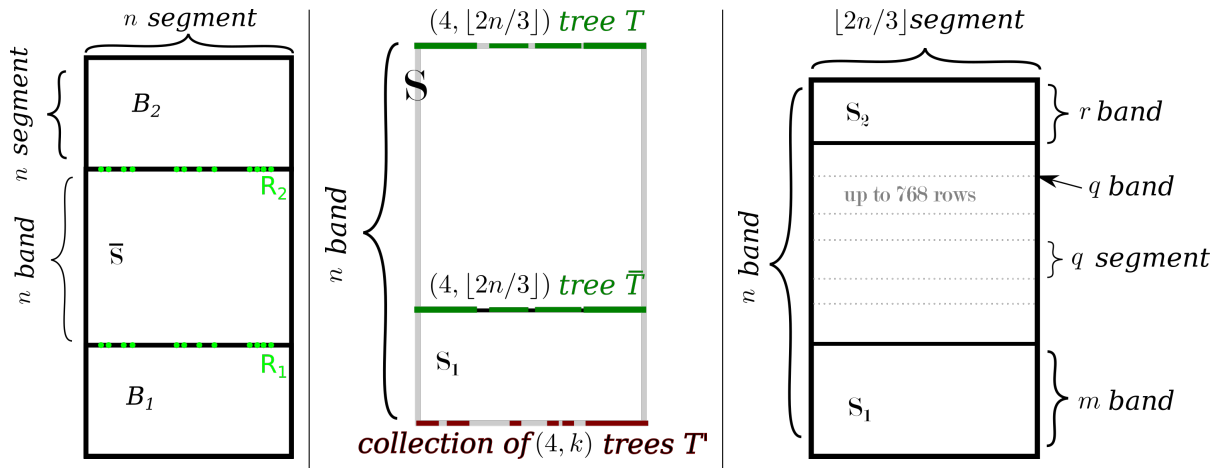 n segment
n segment
B₂
R₂
n band
S̄
R₁
B₁
(4, ⌊2n/3⌋) tree T
S
n band
(4, ⌊2n/3⌋) tree T̄
S₁
collection of (4, k) trees T'
⌊2n/3⌋ segment
S₂
r band
q band
up to 768 rows
n band
q segment
S₁
m band